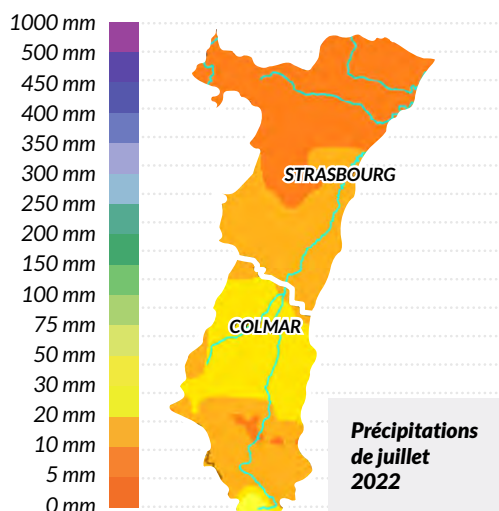 1000 mm
500 mm
450 mm
400 mm
350 mm
300 mm
250 mm
200 mm
150 mm
100 mm
75 mm
50 mm
30 mm
20 mm
10 mm
5 mm
0 mm
STRASBOURG
COLMAR
Précipitations
de juillet
2022